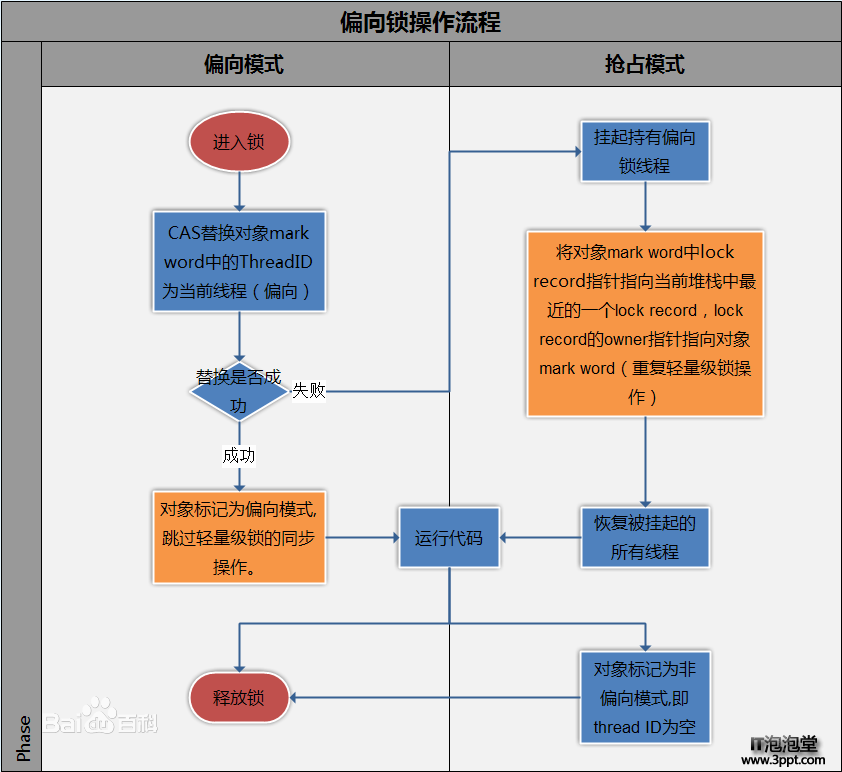 偏向锁操作流程
偏向模式
抢占模式
进入锁
CAS替换对象mark
word中的ThreadID
为当前线程（偏向）
替换是否成
功
失败
成功
对象标记为偏向模式,
跳过轻量级锁的同步
操作。
运行代码
释放锁
挂起持有偏向
锁线程
将对象mark word中lock
record指针指向当前堆栈中最
近的一个lock record，lock
record的owner指针指向对象
mark word（重复轻量级锁操
作）
恢复被挂起的
所有线程
对象标记为非
偏向模式,即
thread ID为空
Phase
Bai百科
IT泡泡堂
www.3ppt.com